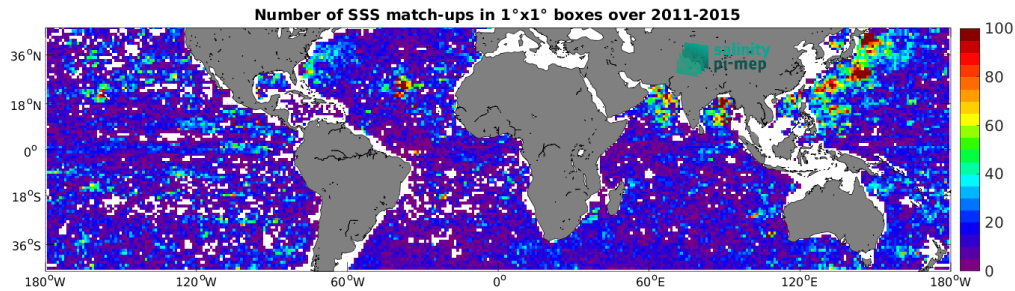 Number of SSS match-ups in 1°x1° boxes over 2011-2015
salinity
pi-mep
36°N
18°N
0°
18°S
36°S
180°W
120°W
60°W
0°
60°E
120°E
180°W
100
80
60
40
20
0